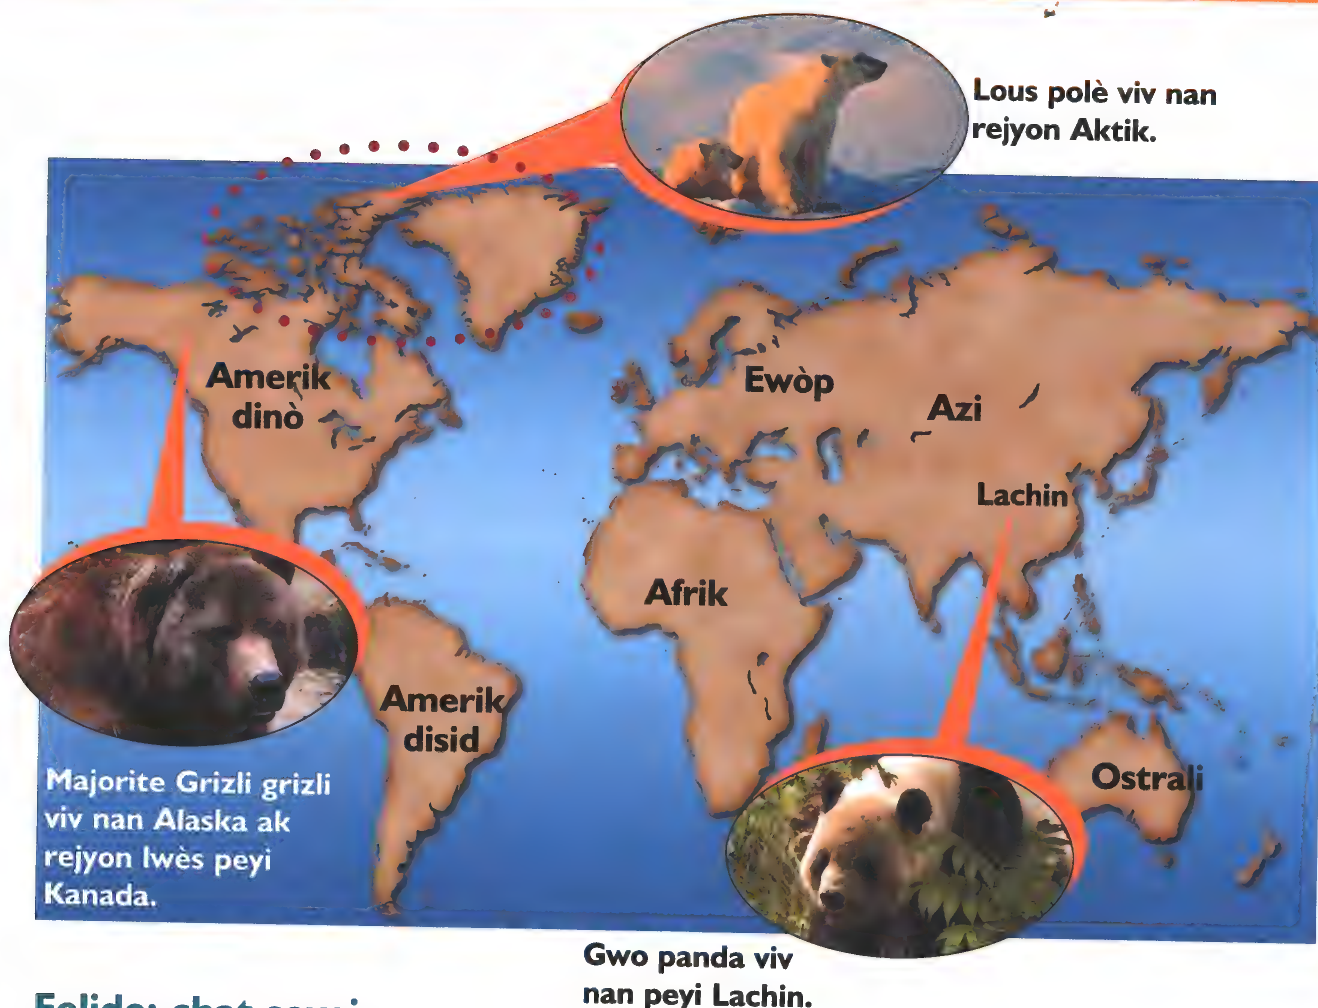 Lous polè viv nan
rejyon Aktik.
Amerik
dinò
Ewòp
Azi
Lachin
Afrik
Amerik
disid
Ostrali
Majorite Grizli grizli
viv nan Alaska ak
rejyon lwès peyi
Kanada.
Gwo panda viv
nan peyi Lachin.